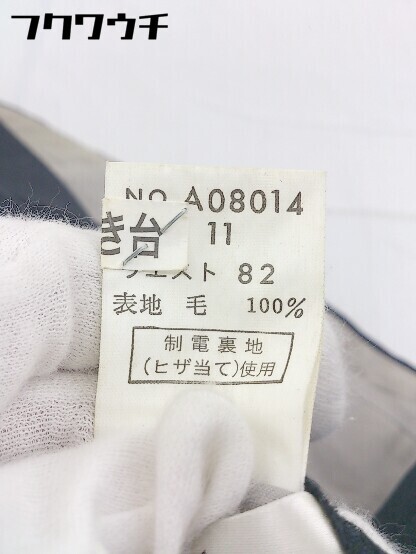 フクワウチ
No. A08014
き台 11
ウエスト 82
表地 毛 100%
制電裏地
(ヒザ当て)使用